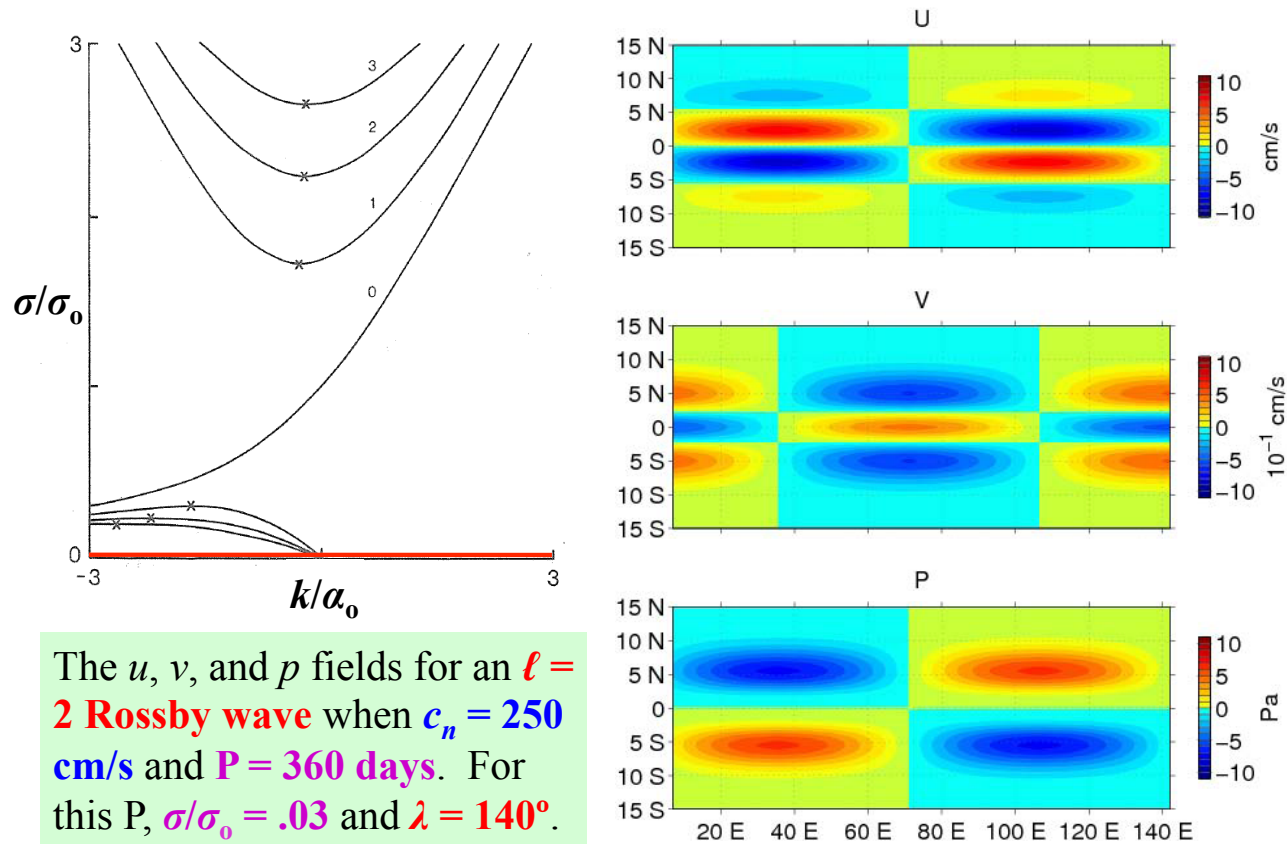 3
3
2
1
0
σ/σo
0
-3
3
k/αo
The u, v, and p fields for an ℓ =
2 Rossby wave when cn = 250
cm/s and P = 360 days. For
this P, σ/σo = .03 and λ = 140º.
U
15 N
10 N
5 N
0
5 S
10 S
15 S
10
5
0
−5
−10
cm/s
V
15 N
10 N
5 N
0
5 S
10 S
15 S
10
5
0
−5
−10
10⁻¹ cm/s
P
15 N
10 N
5 N
0
5 S
10 S
15 S
20 E 40 E 60 E 80 E 100 E 120 E 140 E
10
5
0
−5
−10
Pa